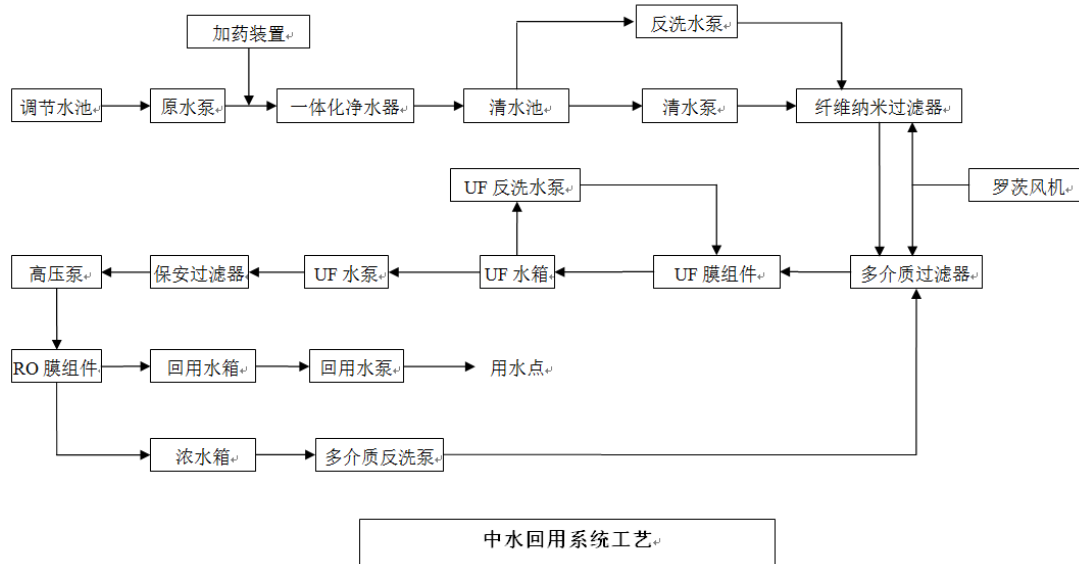 加药装置
反洗水泵
调节水池
原水泵
一体化净水器
清水池
清水泵
纤维纳米过滤器
UF 反洗水泵
罗茨风机
高压泵
保安过滤器
UF 水泵
UF 水箱
UF 膜组件
多介质过滤器
RO 膜组件
回用水箱
回用水泵
用水点
浓水箱
多介质反洗泵
中水回用系统工艺